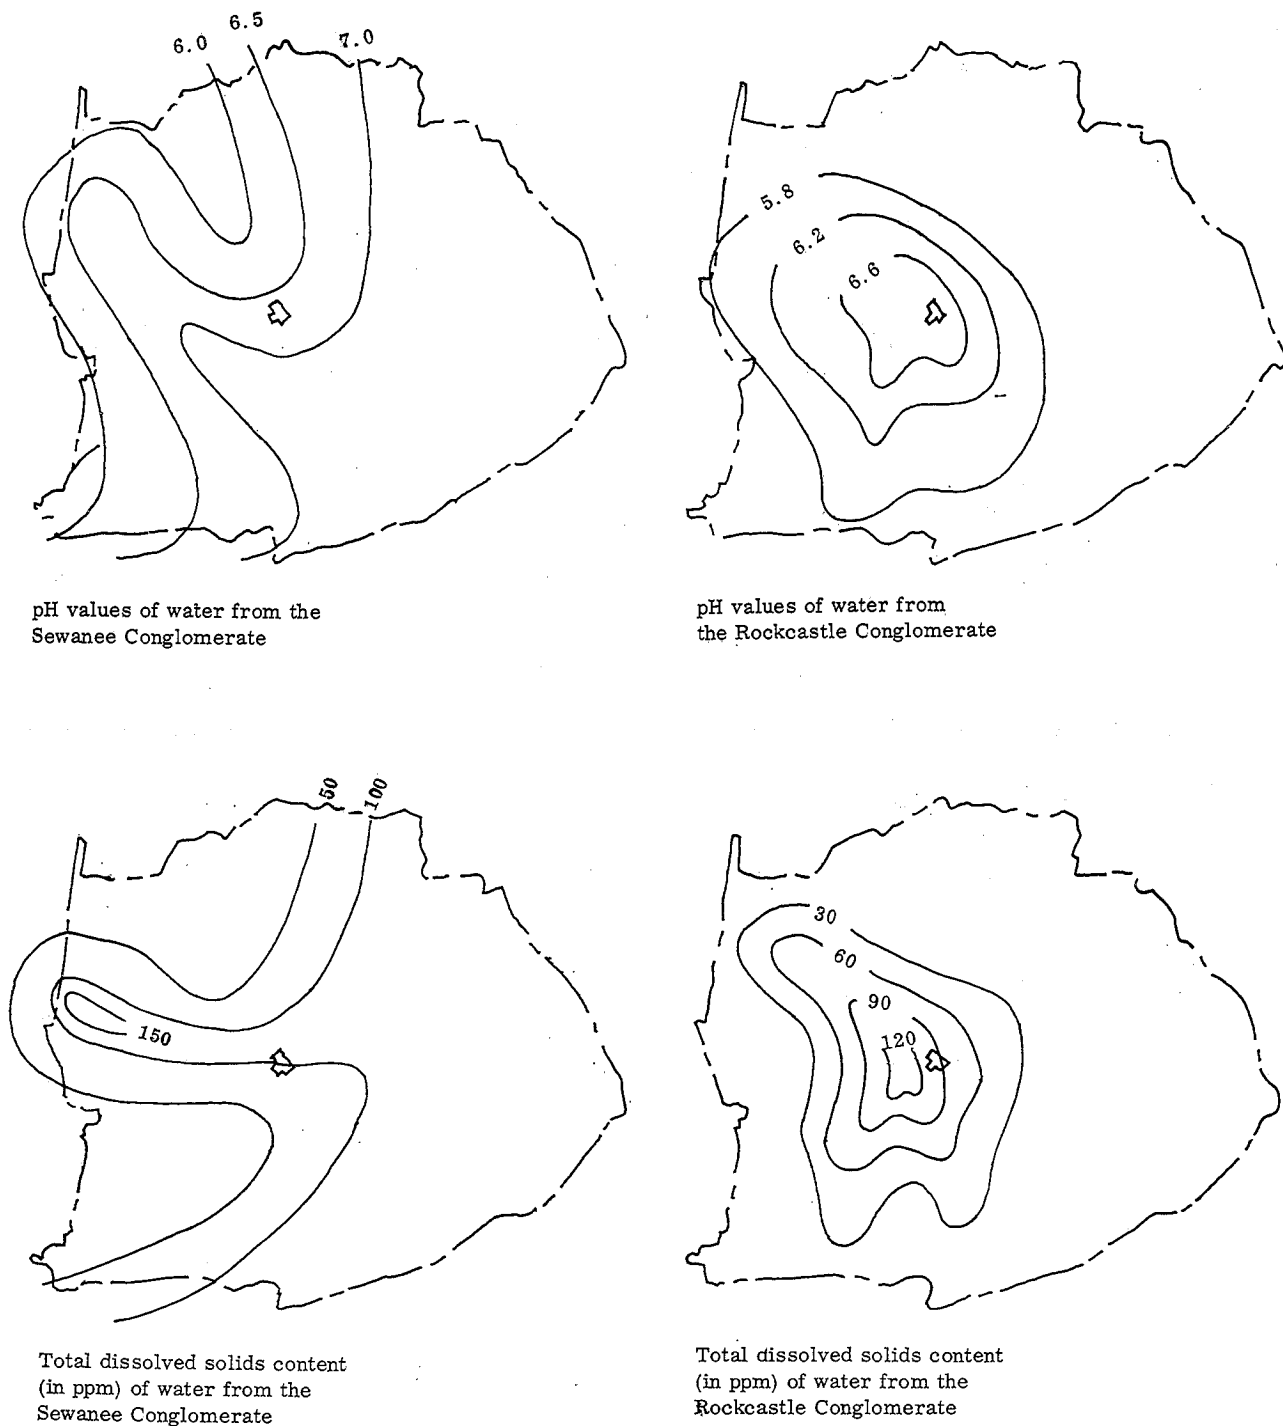 6.0
6.5
7.0
pH values of water from the
Sewanee Conglomerate
5.8
6.2
6.6
pH values of water from
the Rockcastle Conglomerate
50
100
150
Total dissolved solids content
(in ppm) of water from the
Sewanee Conglomerate
30
60
90
120
Total dissolved solids content
(in ppm) of water from the
Rockcastle Conglomerate